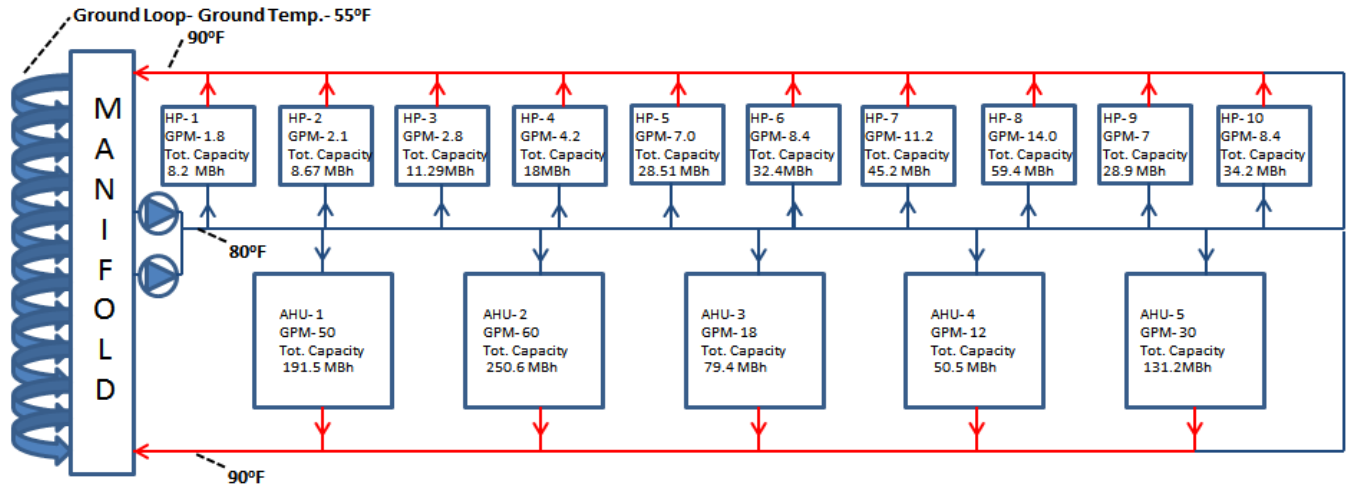 Ground Loop- Ground Temp.- 55ºF
90ºF
MANIFOLD
HP- 1
GPM- 1.8
Tot. Capacity
8.2 MBh
HP- 2
GPM- 2.1
Tot. Capacity
8.67 MBh
HP- 3
GPM- 2.8
Tot. Capacity
11.29MBh
HP- 4
GPM- 4.2
Tot. Capacity
18MBh
HP- 5
GPM- 7.0
Tot. Capacity
28.51 MBh
HP- 6
GPM- 8.4
Tot. Capacity
32.4MBh
HP- 7
GPM- 11.2
Tot. Capacity
45.2 MBh
HP- 8
GPM- 14.0
Tot. Capacity
59.4 MBh
HP- 9
GPM- 7
Tot. Capacity
28.9 MBh
HP- 10
GPM- 8.4
Tot. Capacity
34.2 MBh
80ºF
AHU- 1
GPM- 50
Tot. Capacity
191.5 MBh
AHU- 2
GPM- 60
Tot. Capacity
250.6 MBh
AHU- 3
GPM- 18
Tot. Capacity
79.4 MBh
AHU- 4
GPM- 12
Tot. Capacity
50.5 MBh
AHU- 5
GPM- 30
Tot. Capacity
131.2 MBh
90ºF